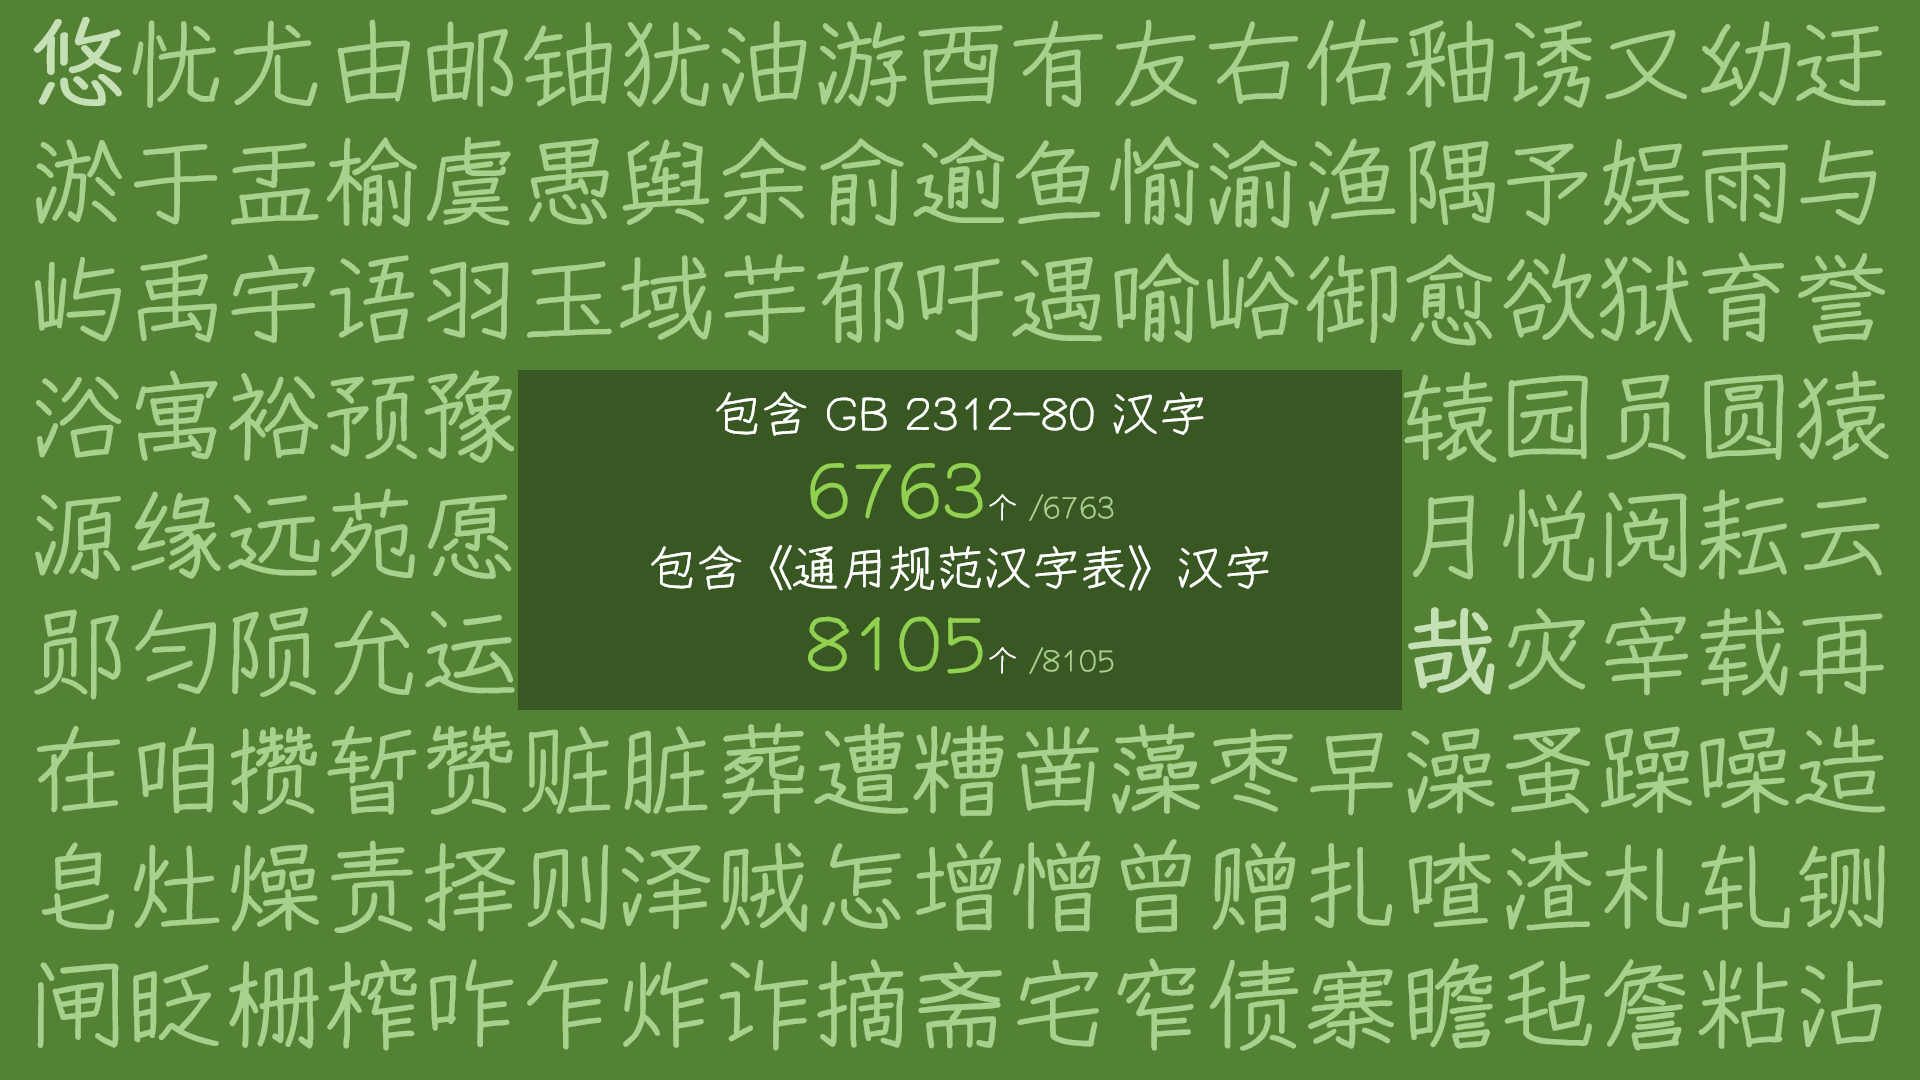 悠忧尤由邮铀犹油游酉有友右佑釉诱又幼迂
淤于盂榆虞愚舆余俞逾鱼愉渝渔隅予娱雨与
屿禹宇语羽玉域芋郁吁遇喻峪御愈欲狱育誉
浴寓裕预豫
辕园员圆猿
源缘远苑愿
月悦阅耘云
郧匀陨允运
哉灾宰载再
包含 GB 2312-80 汉字
6763个 /6763
包含《通用规范汉字表》汉字
8105个 /8105
在咱攒暂赞赃脏葬遭糟凿藻枣早澡蚤躁噪造
皂灶燥责择则泽贼怎增憎曾赠扎喳渣札轧铡
闸眨栅榨咋乍炸诈摘斋宅窄债寨瞻毡詹粘沾